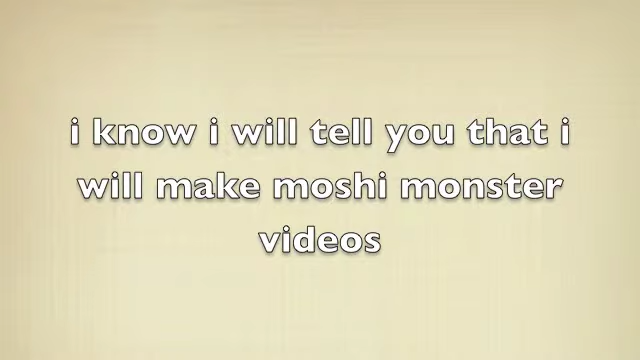 i know i will tell you that i
will make moshi monster
videos